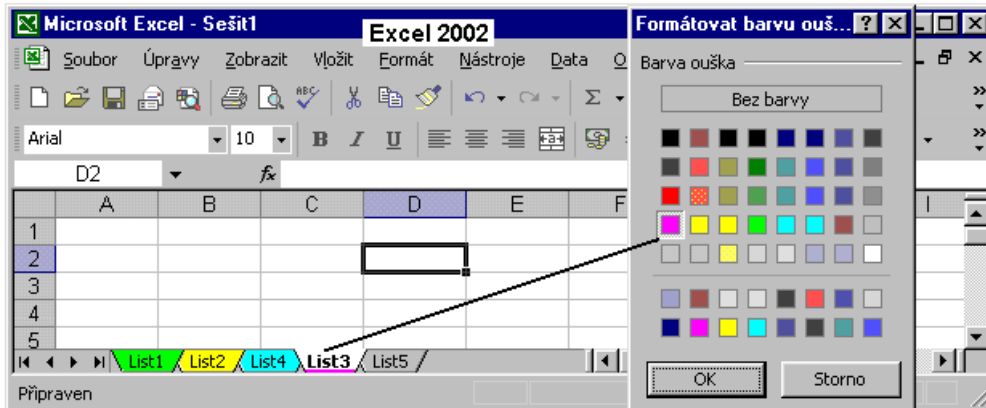 Microsoft Excel - Sešit1
Excel 2002
Soubor Úpravy Zobrazit Vložit Formát Nástroje Data O
ABC
Arial 10 B I U
D2 fx
A B C D E F I
1
2
3
4
5
List1 List2 List4 List3 List5
Připraven
Formátovat barvu ouš...
Barva ouška
Bez barvy
OK Storno